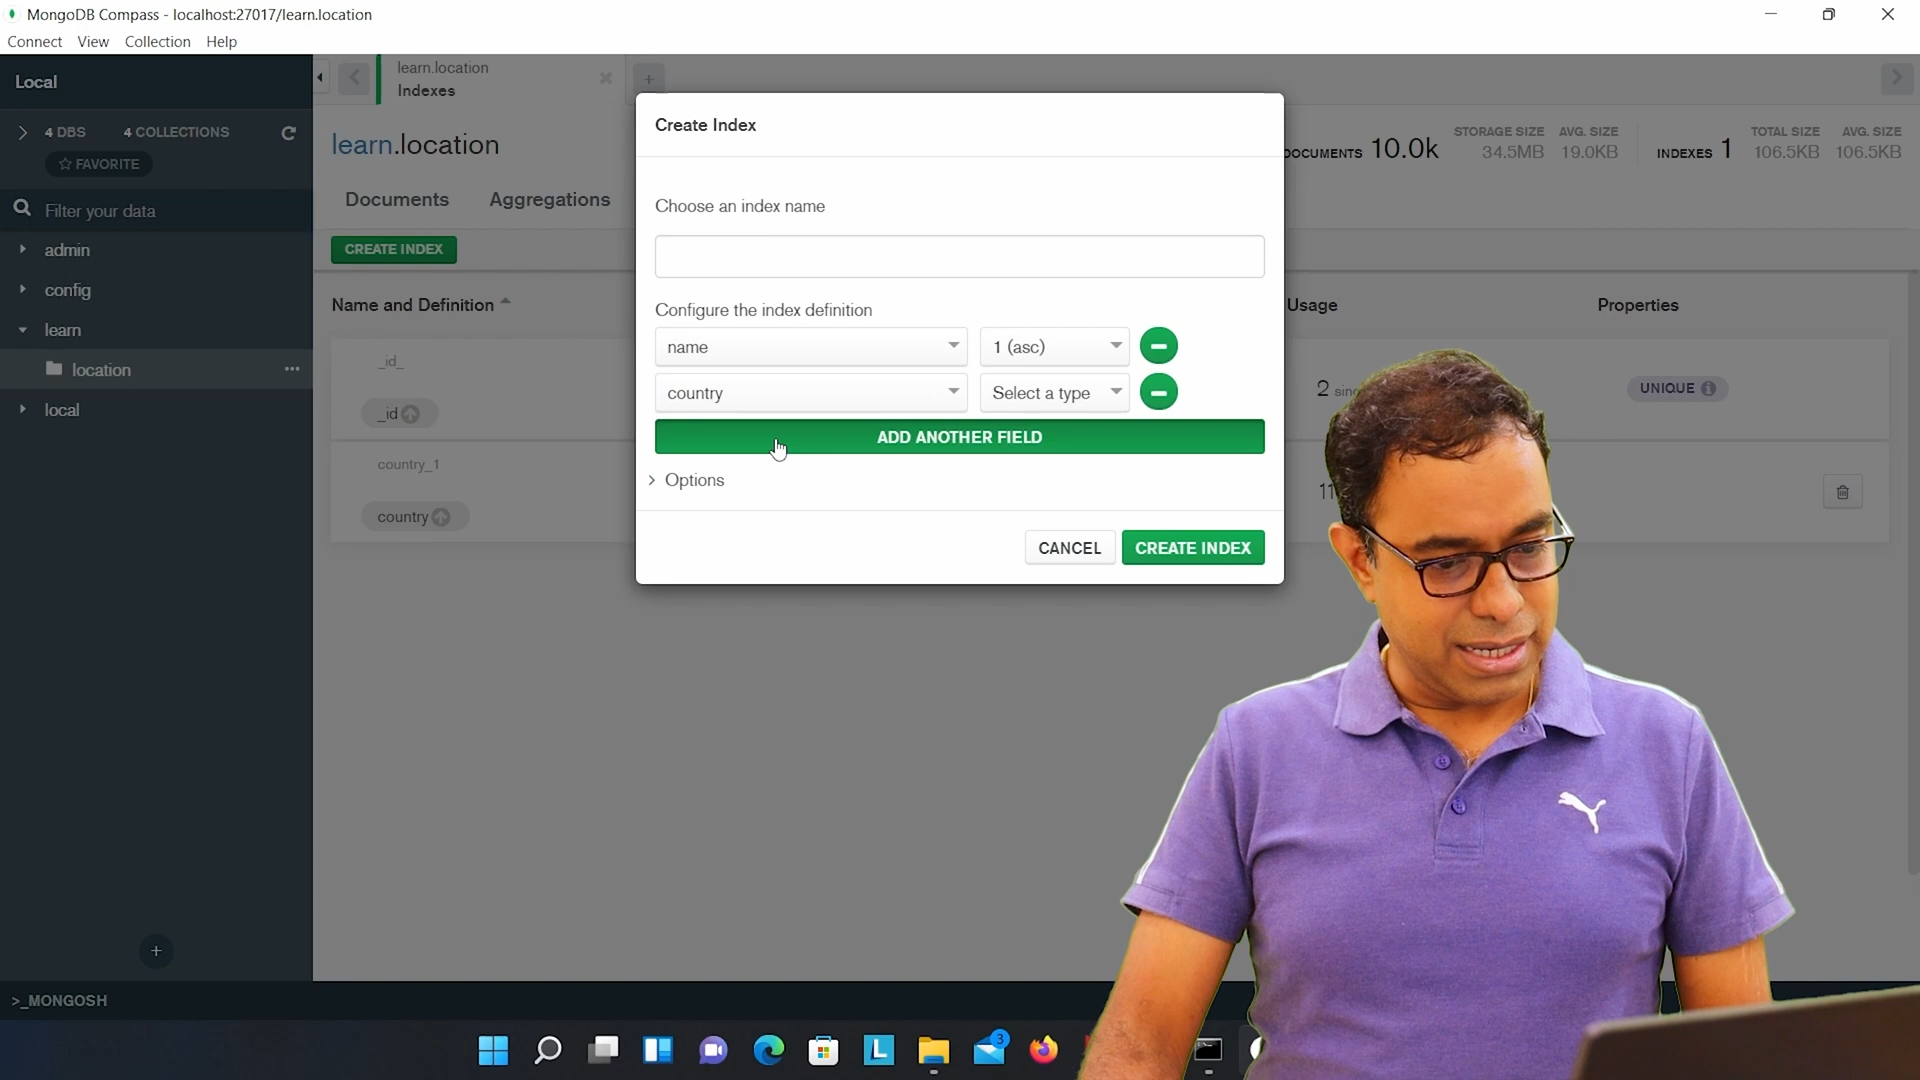 MongoDB Compass - localhost:27017/learn.location
Connect View Collection Help
Local
4 DBS 4 COLLECTIONS
FAVORITE
Filter your data
admin
config
learn
location
local
>_MONGOSH
learn.location
Indexes
learn.location
DOCUMENTS 10.0k
STORAGE SIZE
34.5MB
AVG. SIZE
19.0KB
INDEXES 1
TOTAL SIZE
106.5KB
AVG. SIZE
106.5KB
Documents Aggregations
CREATE INDEX
Name and Definition Usage Properties
_id_
_id
2 UNIQUE
country_1
country
11
Create Index
Choose an index name
Configure the index definition
name 1 (asc)
country Select a type
ADD ANOTHER FIELD
Options
CANCEL CREATE INDEX
L
3